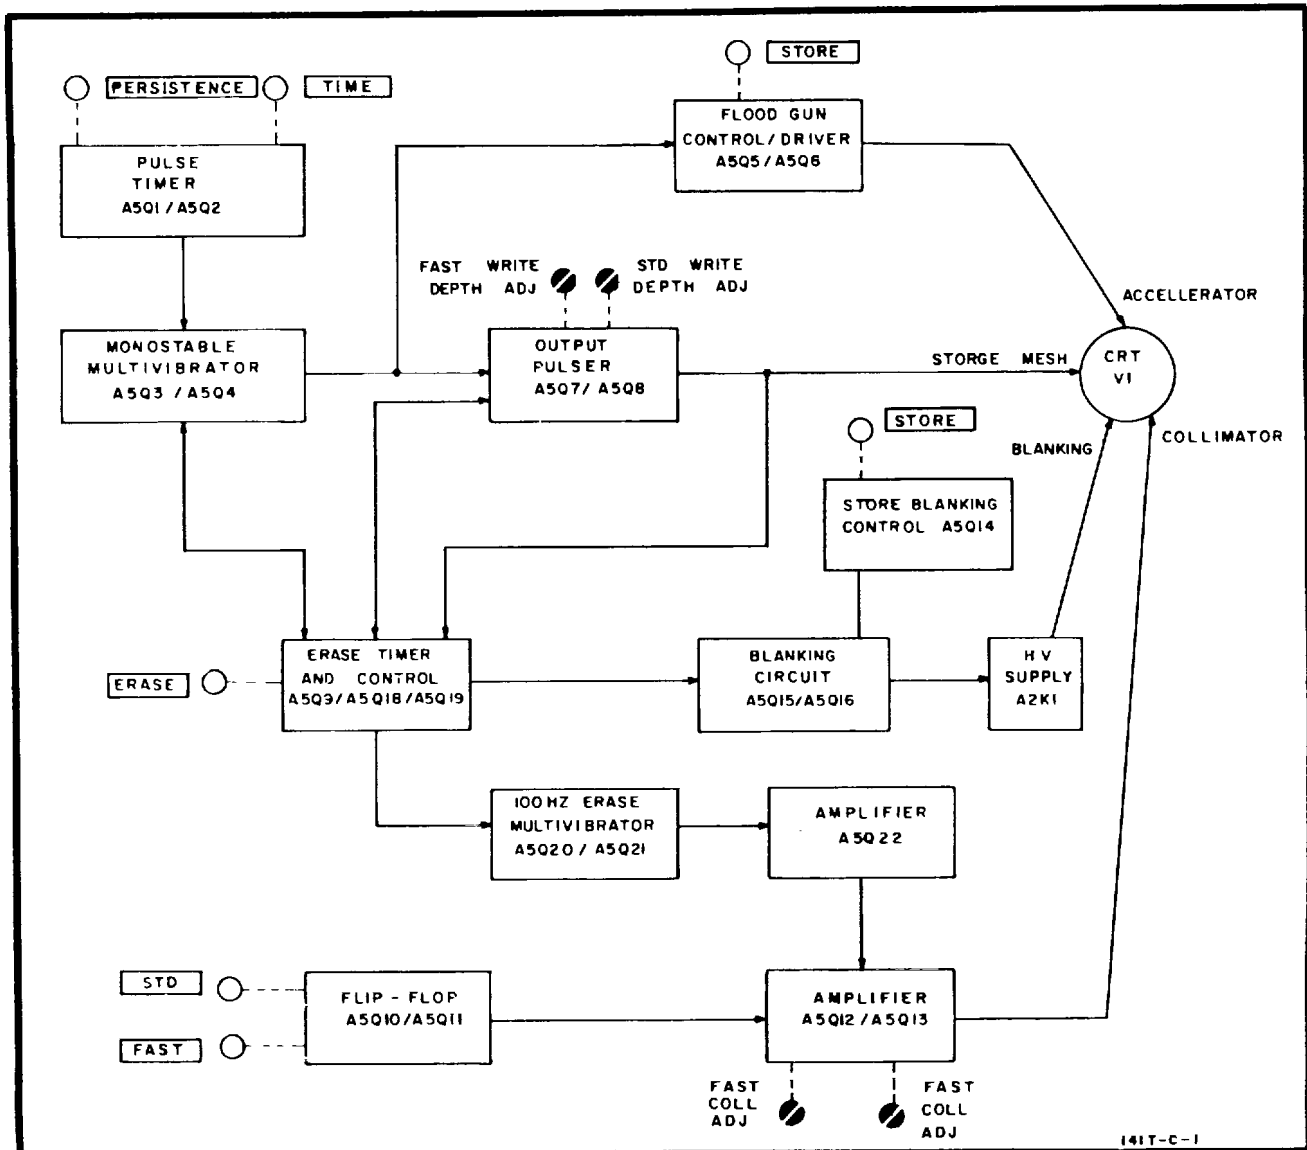 STORE
PERSISTENCE
TIME
FLOOD GUN
CONTROL/DRIVER
A5Q5/A5Q6
PULSE
TIMER
A5Q1/A5Q2
FAST WRITE
DEPTH ADJ
STD WRITE
DEPTH ADJ
ACCELLERATOR
MONOSTABLE
MULTIVIBRATOR
A5Q3/A5Q4
OUTPUT
PULSER
A5Q7/A5Q8
STORGE MESH
CRT
V1
STORE
BLANKING
COLLIMATOR
STORE BLANKING
CONTROL A5Q14
ERASE
ERASE TIMER
AND CONTROL
A5Q9/A5Q18/A5Q19
BLANKING
CIRCUIT
A5Q15/A5Q16
HV
SUPPLY
A2K1
100HZ ERASE
MULTIVIBRATOR
A5Q20/A5Q21
AMPLIFIER
A5Q22
STD
FAST
FLIP-FLOP
A5Q10/A5Q11
AMPLIFIER
A5Q12/A5Q13
FAST
COLL
ADJ
FAST
COLL
ADJ
141T-C-1